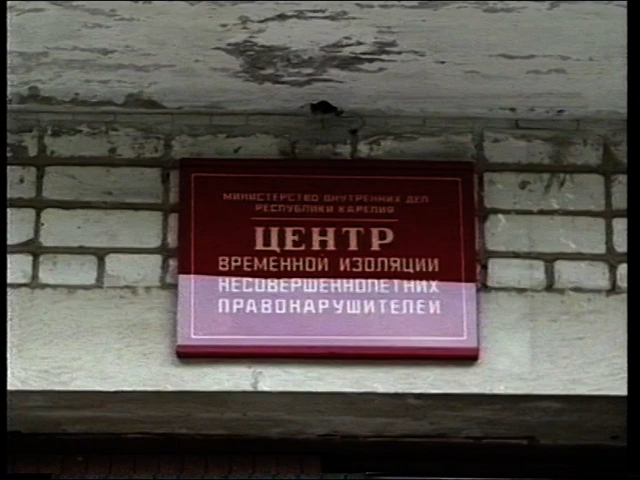 МИНИСТЕРСТВО ВНУТРЕННИХ ДЕЛ
РЕСПУБЛИКИ КАРЕЛИЯ
ЦЕНТР
ВРЕМЕННОЙ ИЗОЛЯЦИИ
НЕСОВЕРШЕННОЛЕТНИХ
ПРАВОНАРУШИТЕЛЕЙ